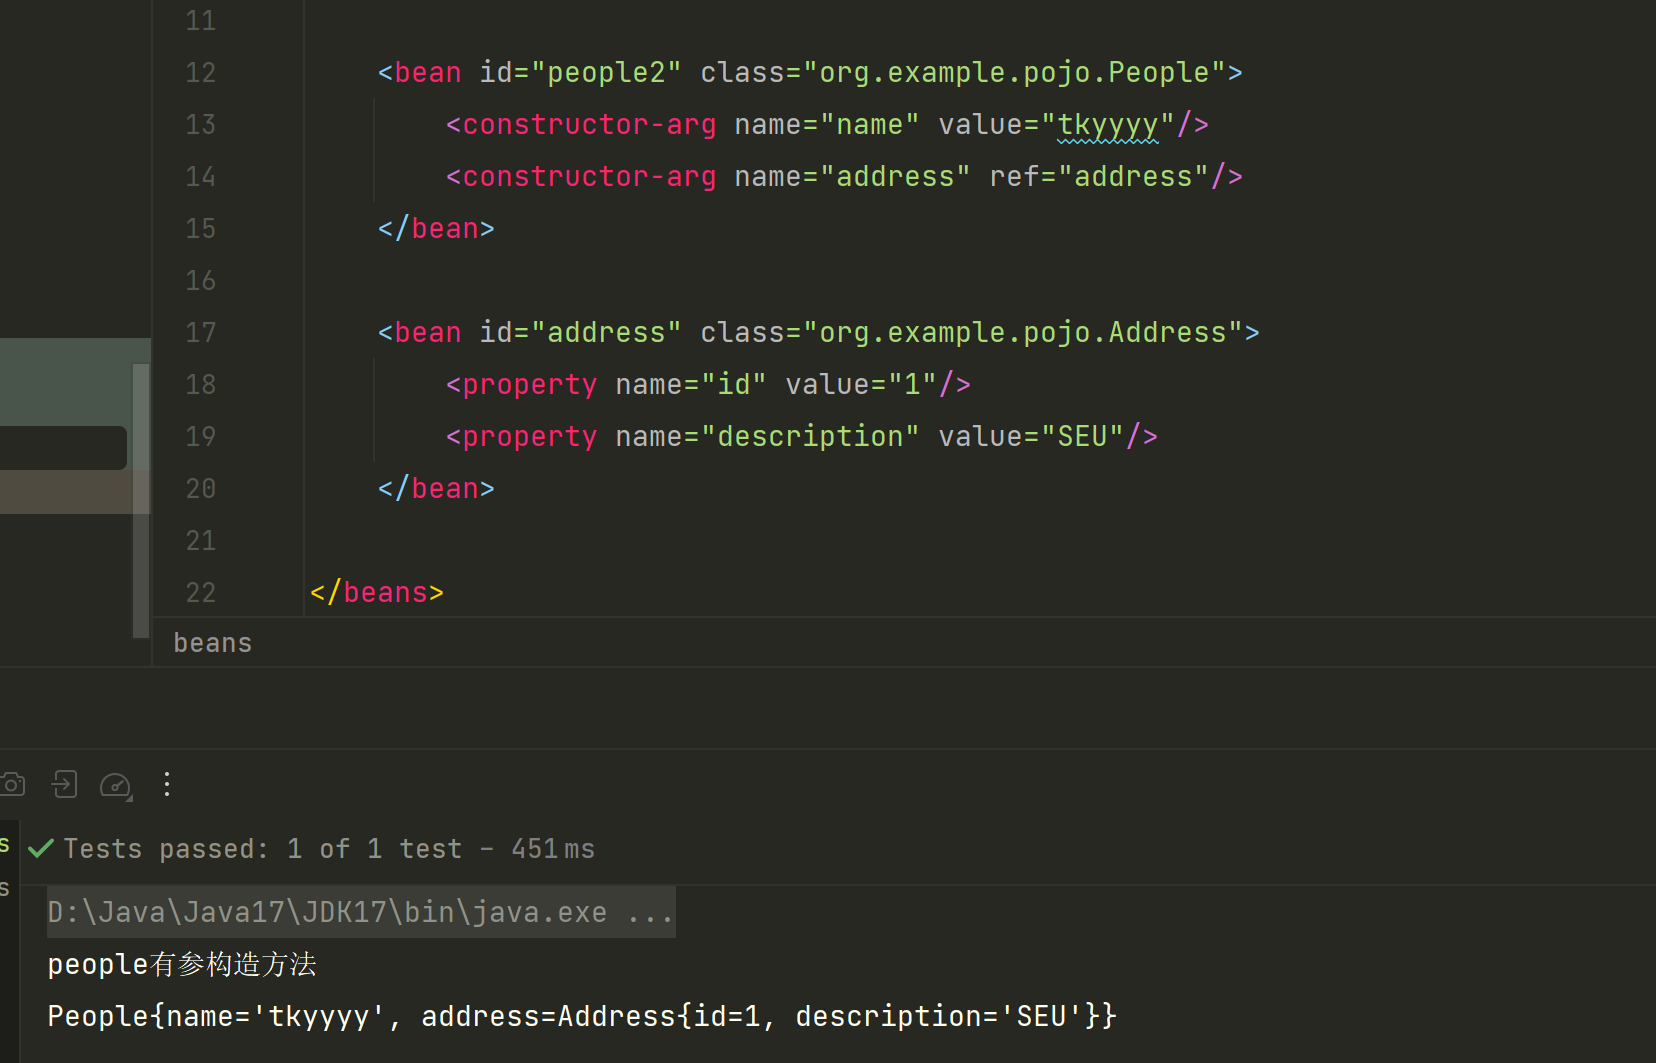 11
12 <bean id="people2" class="org.example.pojo.People">
13 <constructor-arg name="name" value="tkyyyy"/>
14 <constructor-arg name="address" ref="address"/>
15 </bean>
16
17 <bean id="address" class="org.example.pojo.Address">
18 <property name="id" value="1"/>
19 <property name="description" value="SEU"/>
20 </bean>
21
22 </beans>
beans
s
Tests passed: 1 of 1 test – 451 ms
s
D:\Java\Java17\JDK17\bin\java.exe ...
people有参构造方法
People{name='tkyyyy', address=Address{id=1, description='SEU'}}